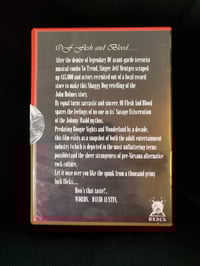 Of Flesh and Blood......
After the demise of legendary DC avant-garde terrorist
musical combo to Trend, Singer Jeff Mentges scraped
up $45,000 and actors recruited out of a local record
store to make this Shaggy Dog retelling of the
John Holmes story.
By equal turns sarcastic and sincere, Of Flesh And Blood
spares the feelings of no one in its' Savage Evisceration
of the Johnny Wadd mythos.
Predating Boogie Nights and Wonderland by a decade,
this film exists as a snapshot of both the adult entertainment
industry (which is depicted in the most unflattering terms
possible) and the sheer strangeness of pre-Nirvana alternative
rock culture.
Let it ooze over you like the spunk from a thousand grimy
fuck flicks....
How's that taste?..
WORDS. DAVID AUSTIN.